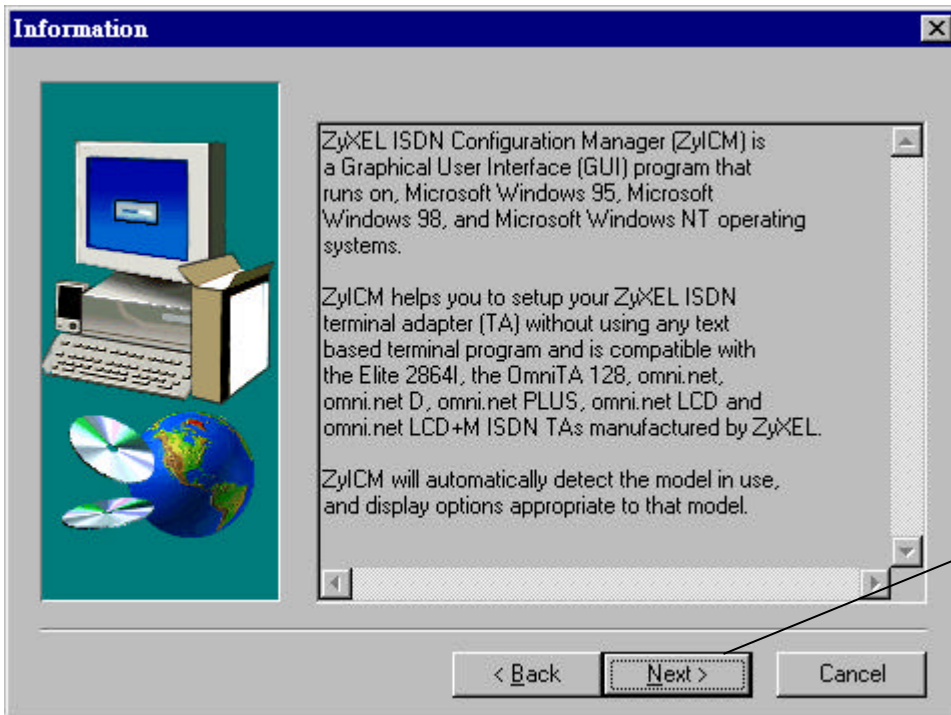 Information
ZyXEL ISDN Configuration Manager (ZyICM) is
a Graphical User Interface (GUI) program that
runs on, Microsoft Windows 95, Microsoft
Windows 98, and Microsoft Windows NT operating
systems.
ZyICM helps you to setup your ZyXEL ISDN
terminal adapter (TA) without using any text
based terminal program and is compatible with
the Elite 2864I, the OmniTA 128, omni.net,
omni.net D, omni.net PLUS, omni.net LCD and
omni.net LCD+M ISDN TAs manufactured by ZyXEL.
ZyICM will automatically detect the model in use,
and display options appropriate to that model.
< Back Next > Cancel